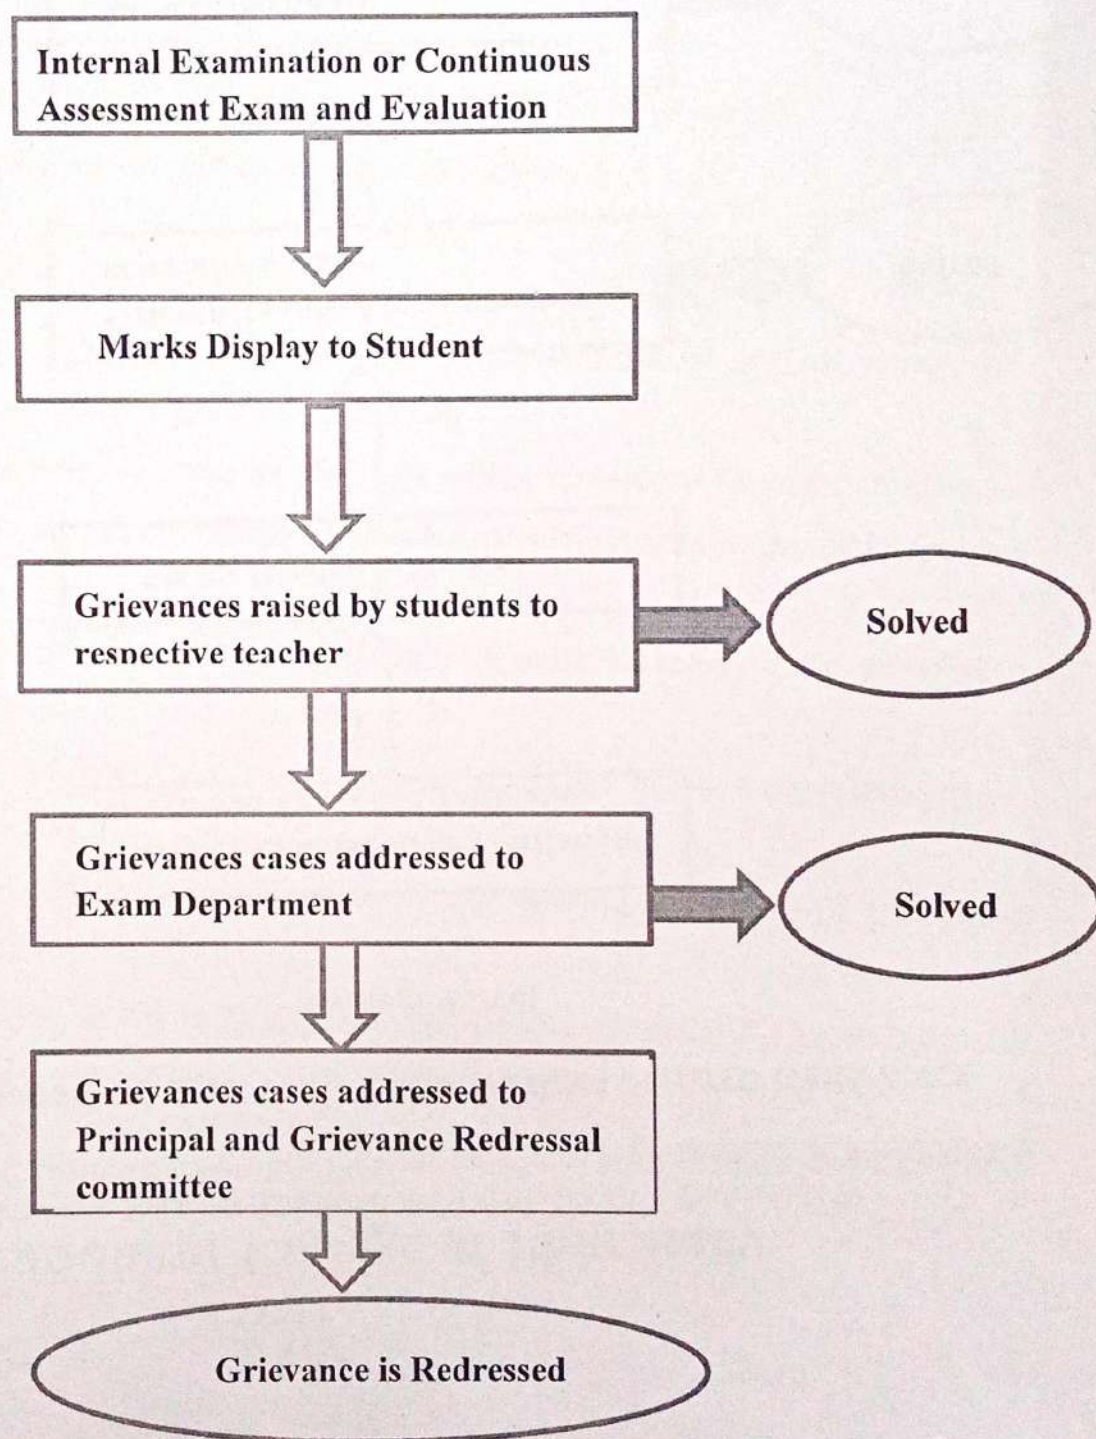 Internal Examination or Continuous
Assessment Exam and Evaluation
Marks Display to Student
Grievances raised by students to
respective teacher
Solved
Grievances cases addressed to
Exam Department
Solved
Grievances cases addressed to
Principal and Grievance Redressal
committee
Grievance is Redressed